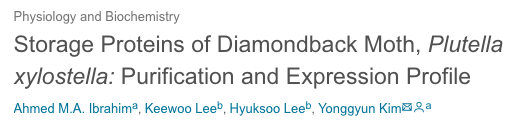 Physiology and Biochemistry
Storage Proteins of Diamondback Moth, Plutella
xylostella: Purification and Expression Profile
Ahmed M.A. Ibrahimᵃ, Keewoo Leeᵇ, Hyuksoo Leeᵇ, Yonggyun Kim✉ᵃ